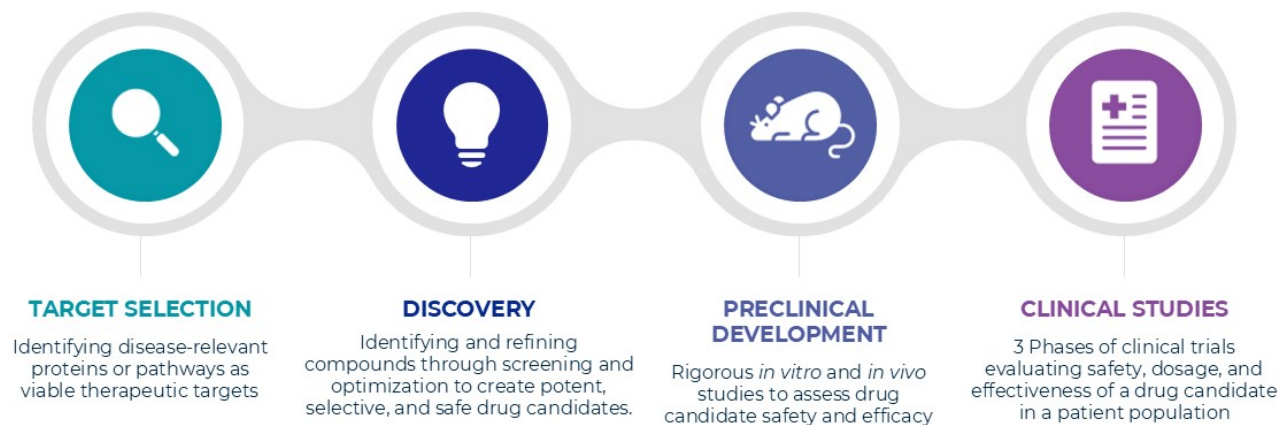 TARGET SELECTION
Identifying disease-relevant
proteins or pathways as
viable therapeutic targets
DISCOVERY
Identifying and refining
compounds through screening and
optimization to create potent,
selective, and safe drug candidates.
PRECLINICAL
DEVELOPMENT
Rigorous in vitro and in vivo
studies to assess drug
candidate safety and efficacy
CLINICAL STUDIES
3 Phases of clinical trials
evaluating safety, dosage, and
effectiveness of a drug candidate
in a patient population